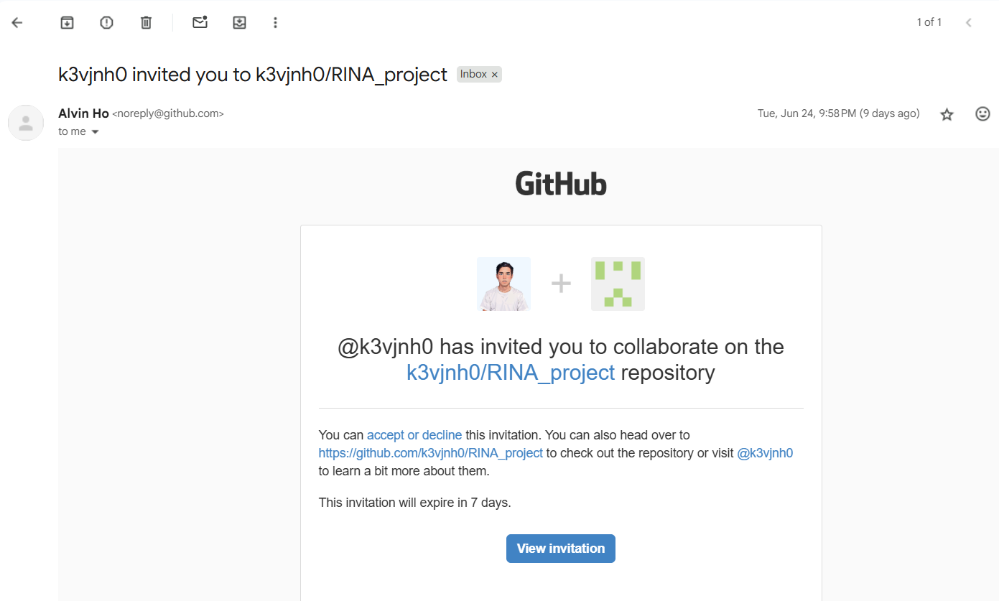 1 of 1
k3vjnh0 invited you to k3vjnh0/RINA_project
Inbox ×
Alvin Ho <noreply@github.com>
Tue, Jun 24, 9:58 PM (9 days ago)
to me
GitHub
@k3vjnh0 has invited you to collaborate on the
k3vjnh0/RINA_project repository
You can accept or decline this invitation. You can also head over to
https://github.com/k3vjnh0/RINA_project to check out the repository or visit @k3vjnh0
to learn a bit more about them.
This invitation will expire in 7 days.
View invitation